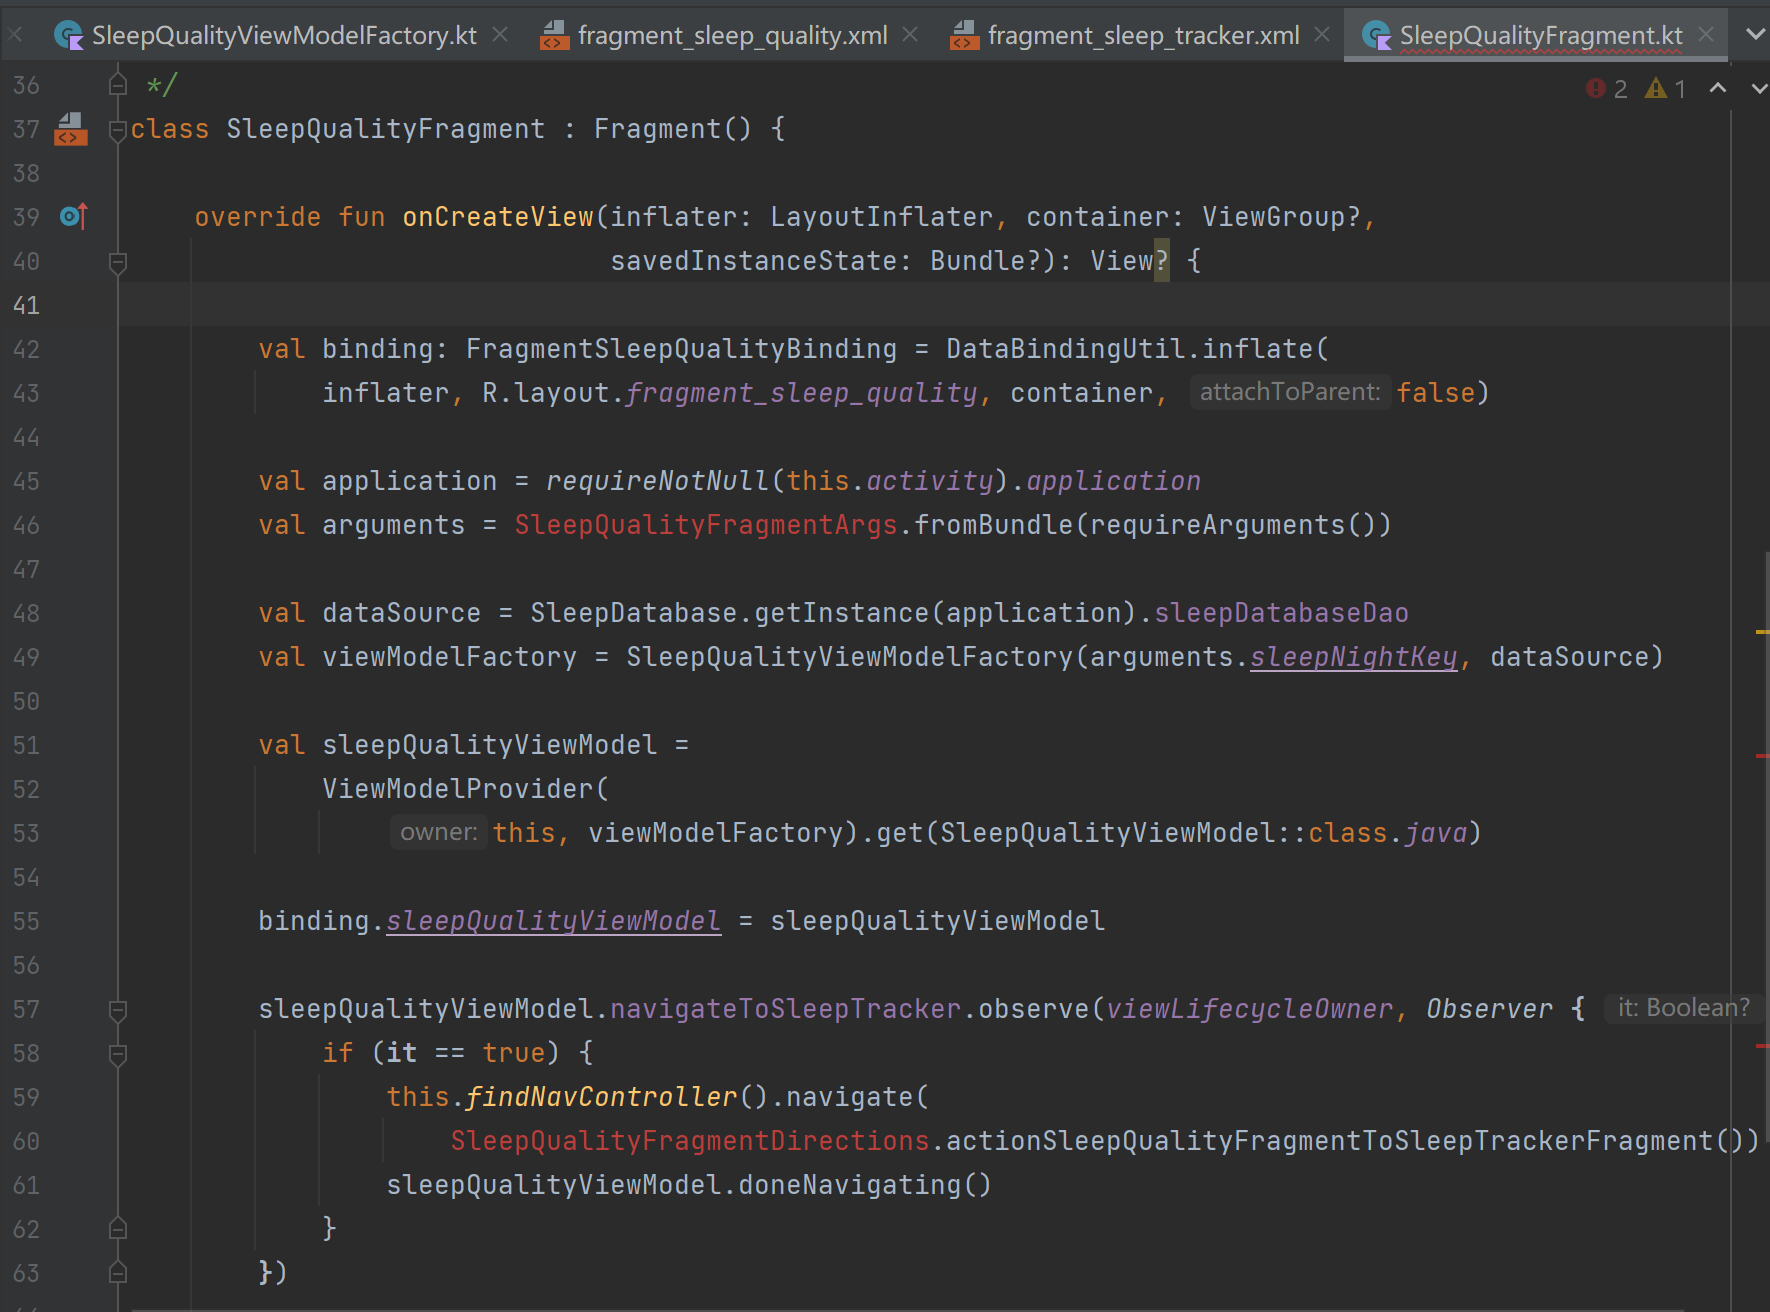 SleepQualityViewModelFactory.kt fragment_sleep_quality.xml fragment_sleep_tracker.xml SleepQualityFragment.kt
36 */ 2 1
37 class SleepQualityFragment : Fragment() {
38
39 override fun onCreateView(inflater: LayoutInflater, container: ViewGroup?,
40 savedInstanceState: Bundle?): View? {
41
42 val binding: FragmentSleepQualityBinding = DataBindingUtil.inflate(
43 inflater, R.layout.fragment_sleep_quality, container, attachToParent: false)
44
45 val application = requireNotNull(this.activity).application
46 val arguments = SleepQualityFragmentArgs.fromBundle(requireArguments())
47
48 val dataSource = SleepDatabase.getInstance(application).sleepDatabaseDao
49 val viewModelFactory = SleepQualityViewModelFactory(arguments.sleepNightKey, dataSource)
50
51 val sleepQualityViewModel =
52 ViewModelProvider(
53 owner: this, viewModelFactory).get(SleepQualityViewModel::class.java)
54
55 binding.sleepQualityViewModel = sleepQualityViewModel
56
57 sleepQualityViewModel.navigateToSleepTracker.observe(viewLifecycleOwner, Observer { it: Boolean?
58 if (it == true) {
59 this.findNavController().navigate(
60 SleepQualityFragmentDirections.actionSleepQualityFragmentToSleepTrackerFragment())
61 sleepQualityViewModel.doneNavigating()
62 }
63 })